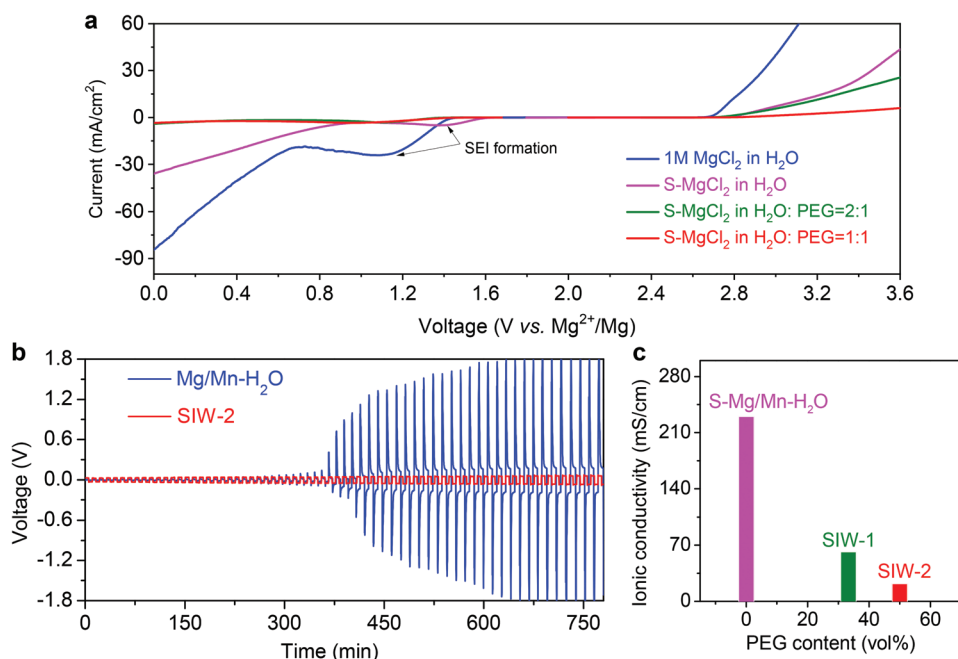 a
60
30
0
-30
-60
-90
Current (mA/cm²)
SEI formation
1M MgCl₂ in H₂O
S-MgCl₂ in H₂O
S-MgCl₂ in H₂O: PEG=2:1
S-MgCl₂ in H₂O: PEG=1:1
0.0 0.4 0.8 1.2 1.6 2.0 2.4 2.8 3.2 3.6
Voltage (V vs. Mg²⁺/Mg)
b
1.8
1.2
0.6
0.0
-0.6
-1.2
-1.8
Voltage (V)
Mg/Mn-H₂O
SIW-2
0 150 300 450 600 750
Time (min)
c
280
210
140
70
0
Ionic conductivity (mS/cm)
S-Mg/Mn-H₂O
SIW-1
SIW-2
0 20 40 60
PEG content (vol%)